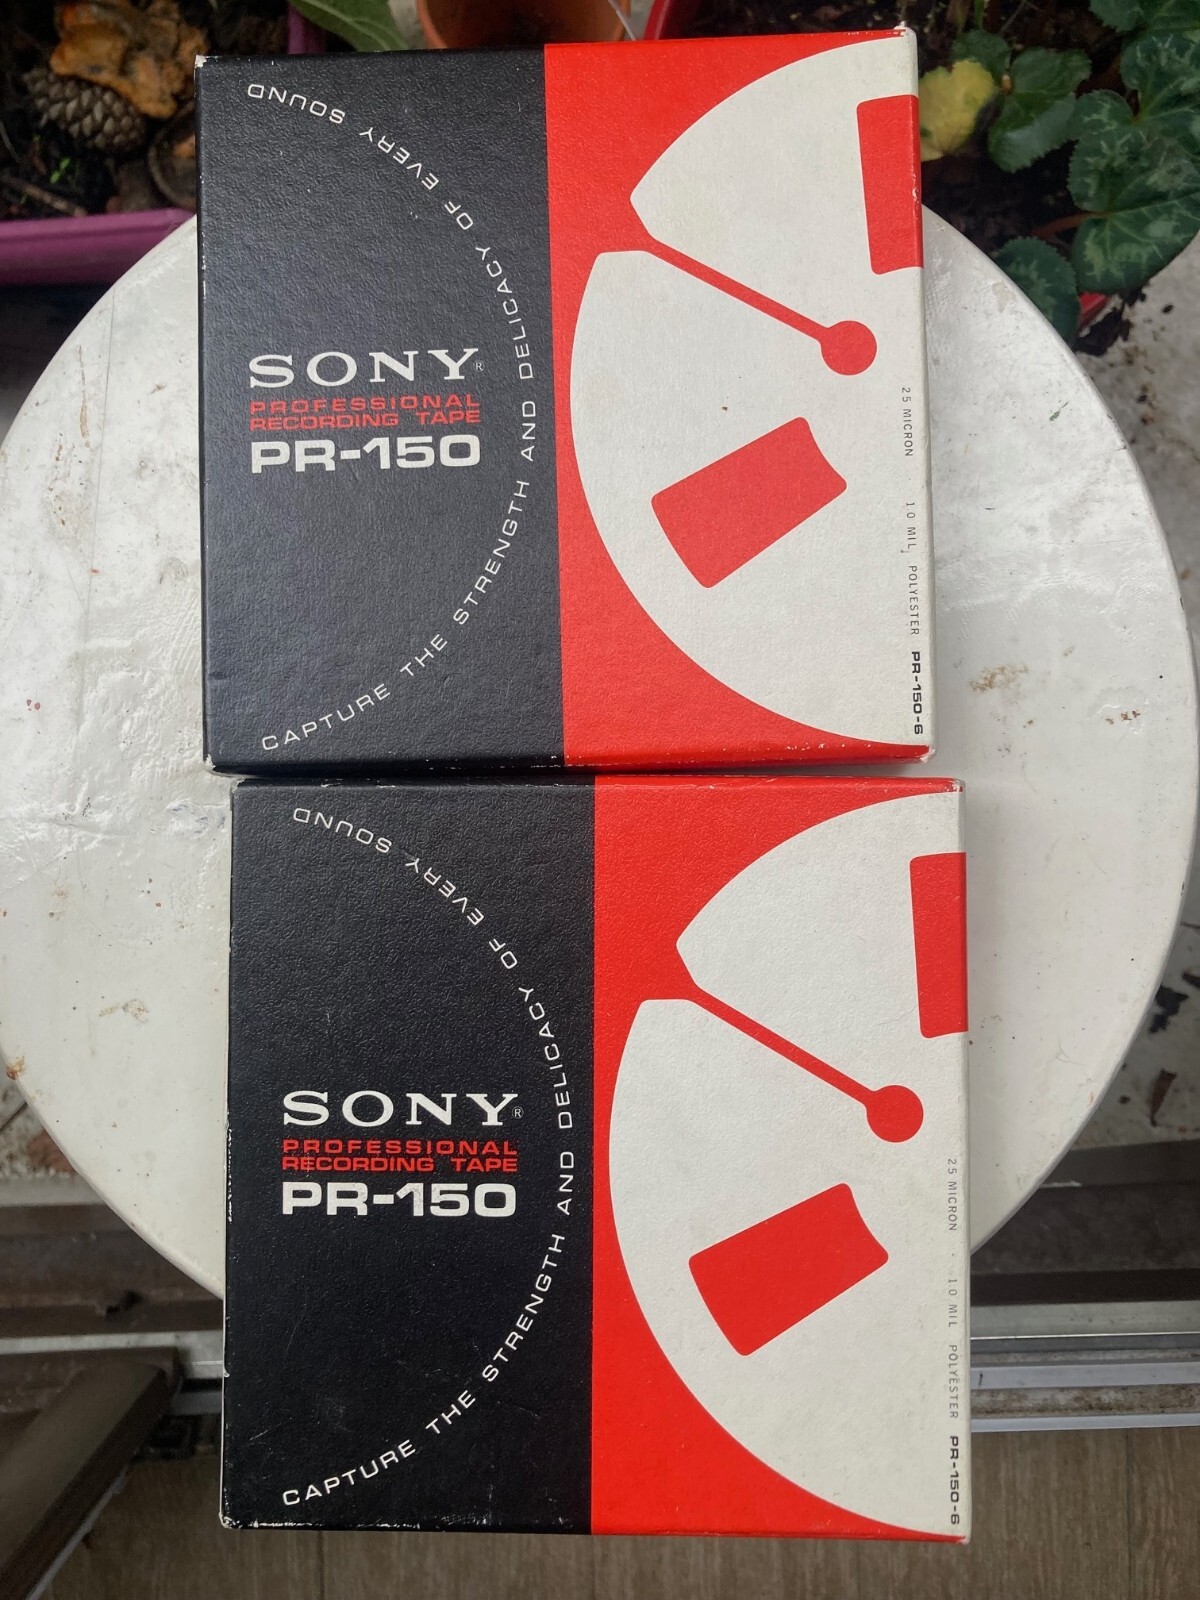 CAPTURE THE STRENGTH AND DELICACY OF EVERY SOUND
SONY®
PROFESSIONAL
RECORDING TAPE
PR-150
25 MICRON 1.0 MIL POLYESTER PR-150-6
CAPTURE THE STRENGTH AND DELICACY OF EVERY SOUND
SONY®
PROFESSIONAL
RECORDING TAPE
PR-150
25 MICRON · 1.0 MIL POLYESTER PR-150-6